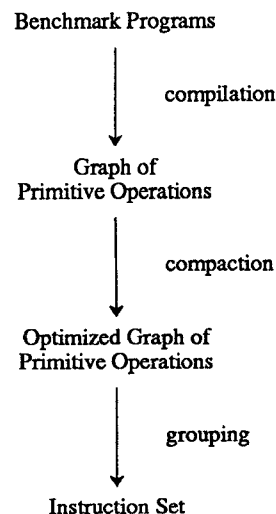 Benchmark Programs
compilation
Graph of
Primitive Operations
compaction
Optimized Graph of
Primitive Operations
grouping
Instruction Set